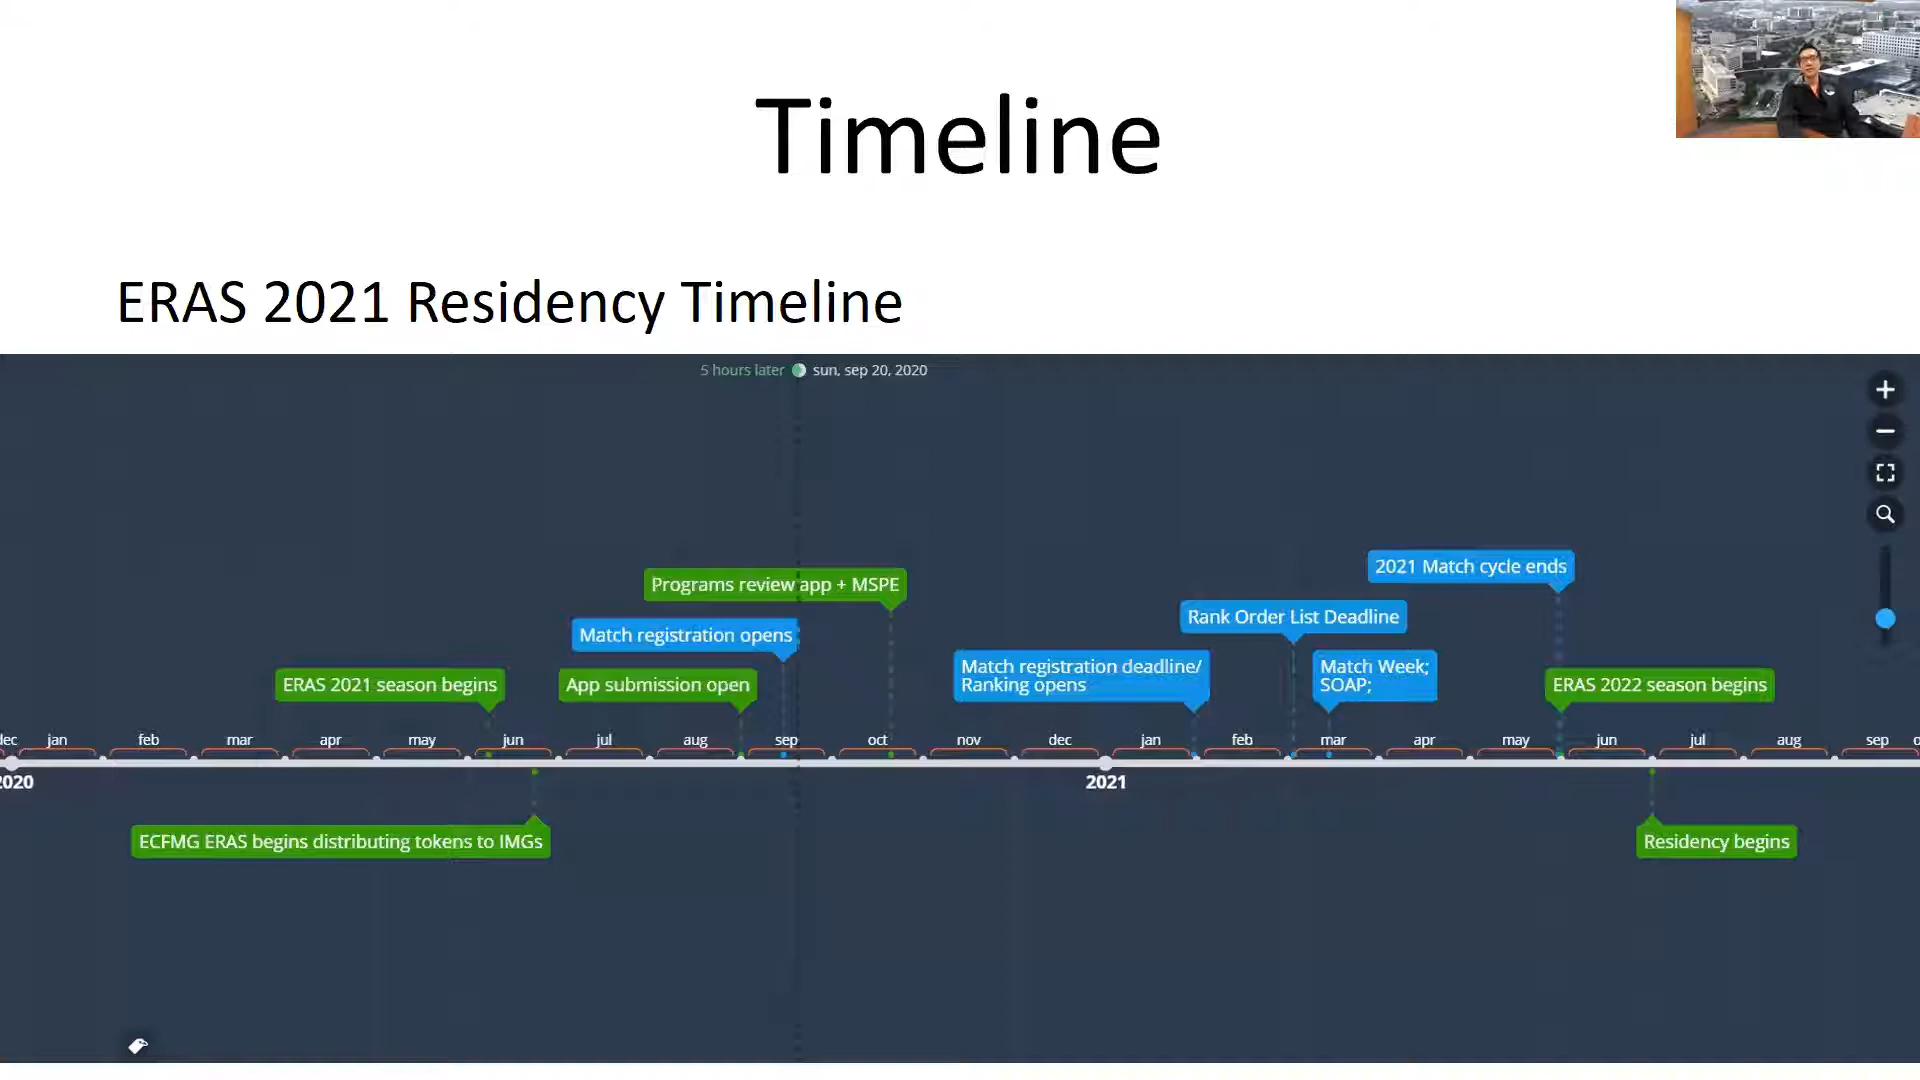 Timeline
ERAS 2021 Residency Timeline
5 hours later sun, sep 20, 2020
2021 Match cycle ends
Programs review app + MSPE
Rank Order List Deadline
Match registration opens
Match registration deadline/
Ranking opens
Match Week;
SOAP;
ERAS 2021 season begins
App submission open
ERAS 2022 season begins
ec jan feb mar apr may jun jul aug sep oct nov dec jan feb mar apr may jun jul aug sep o
2020 2021
ECFMG ERAS begins distributing tokens to IMGs
Residency begins